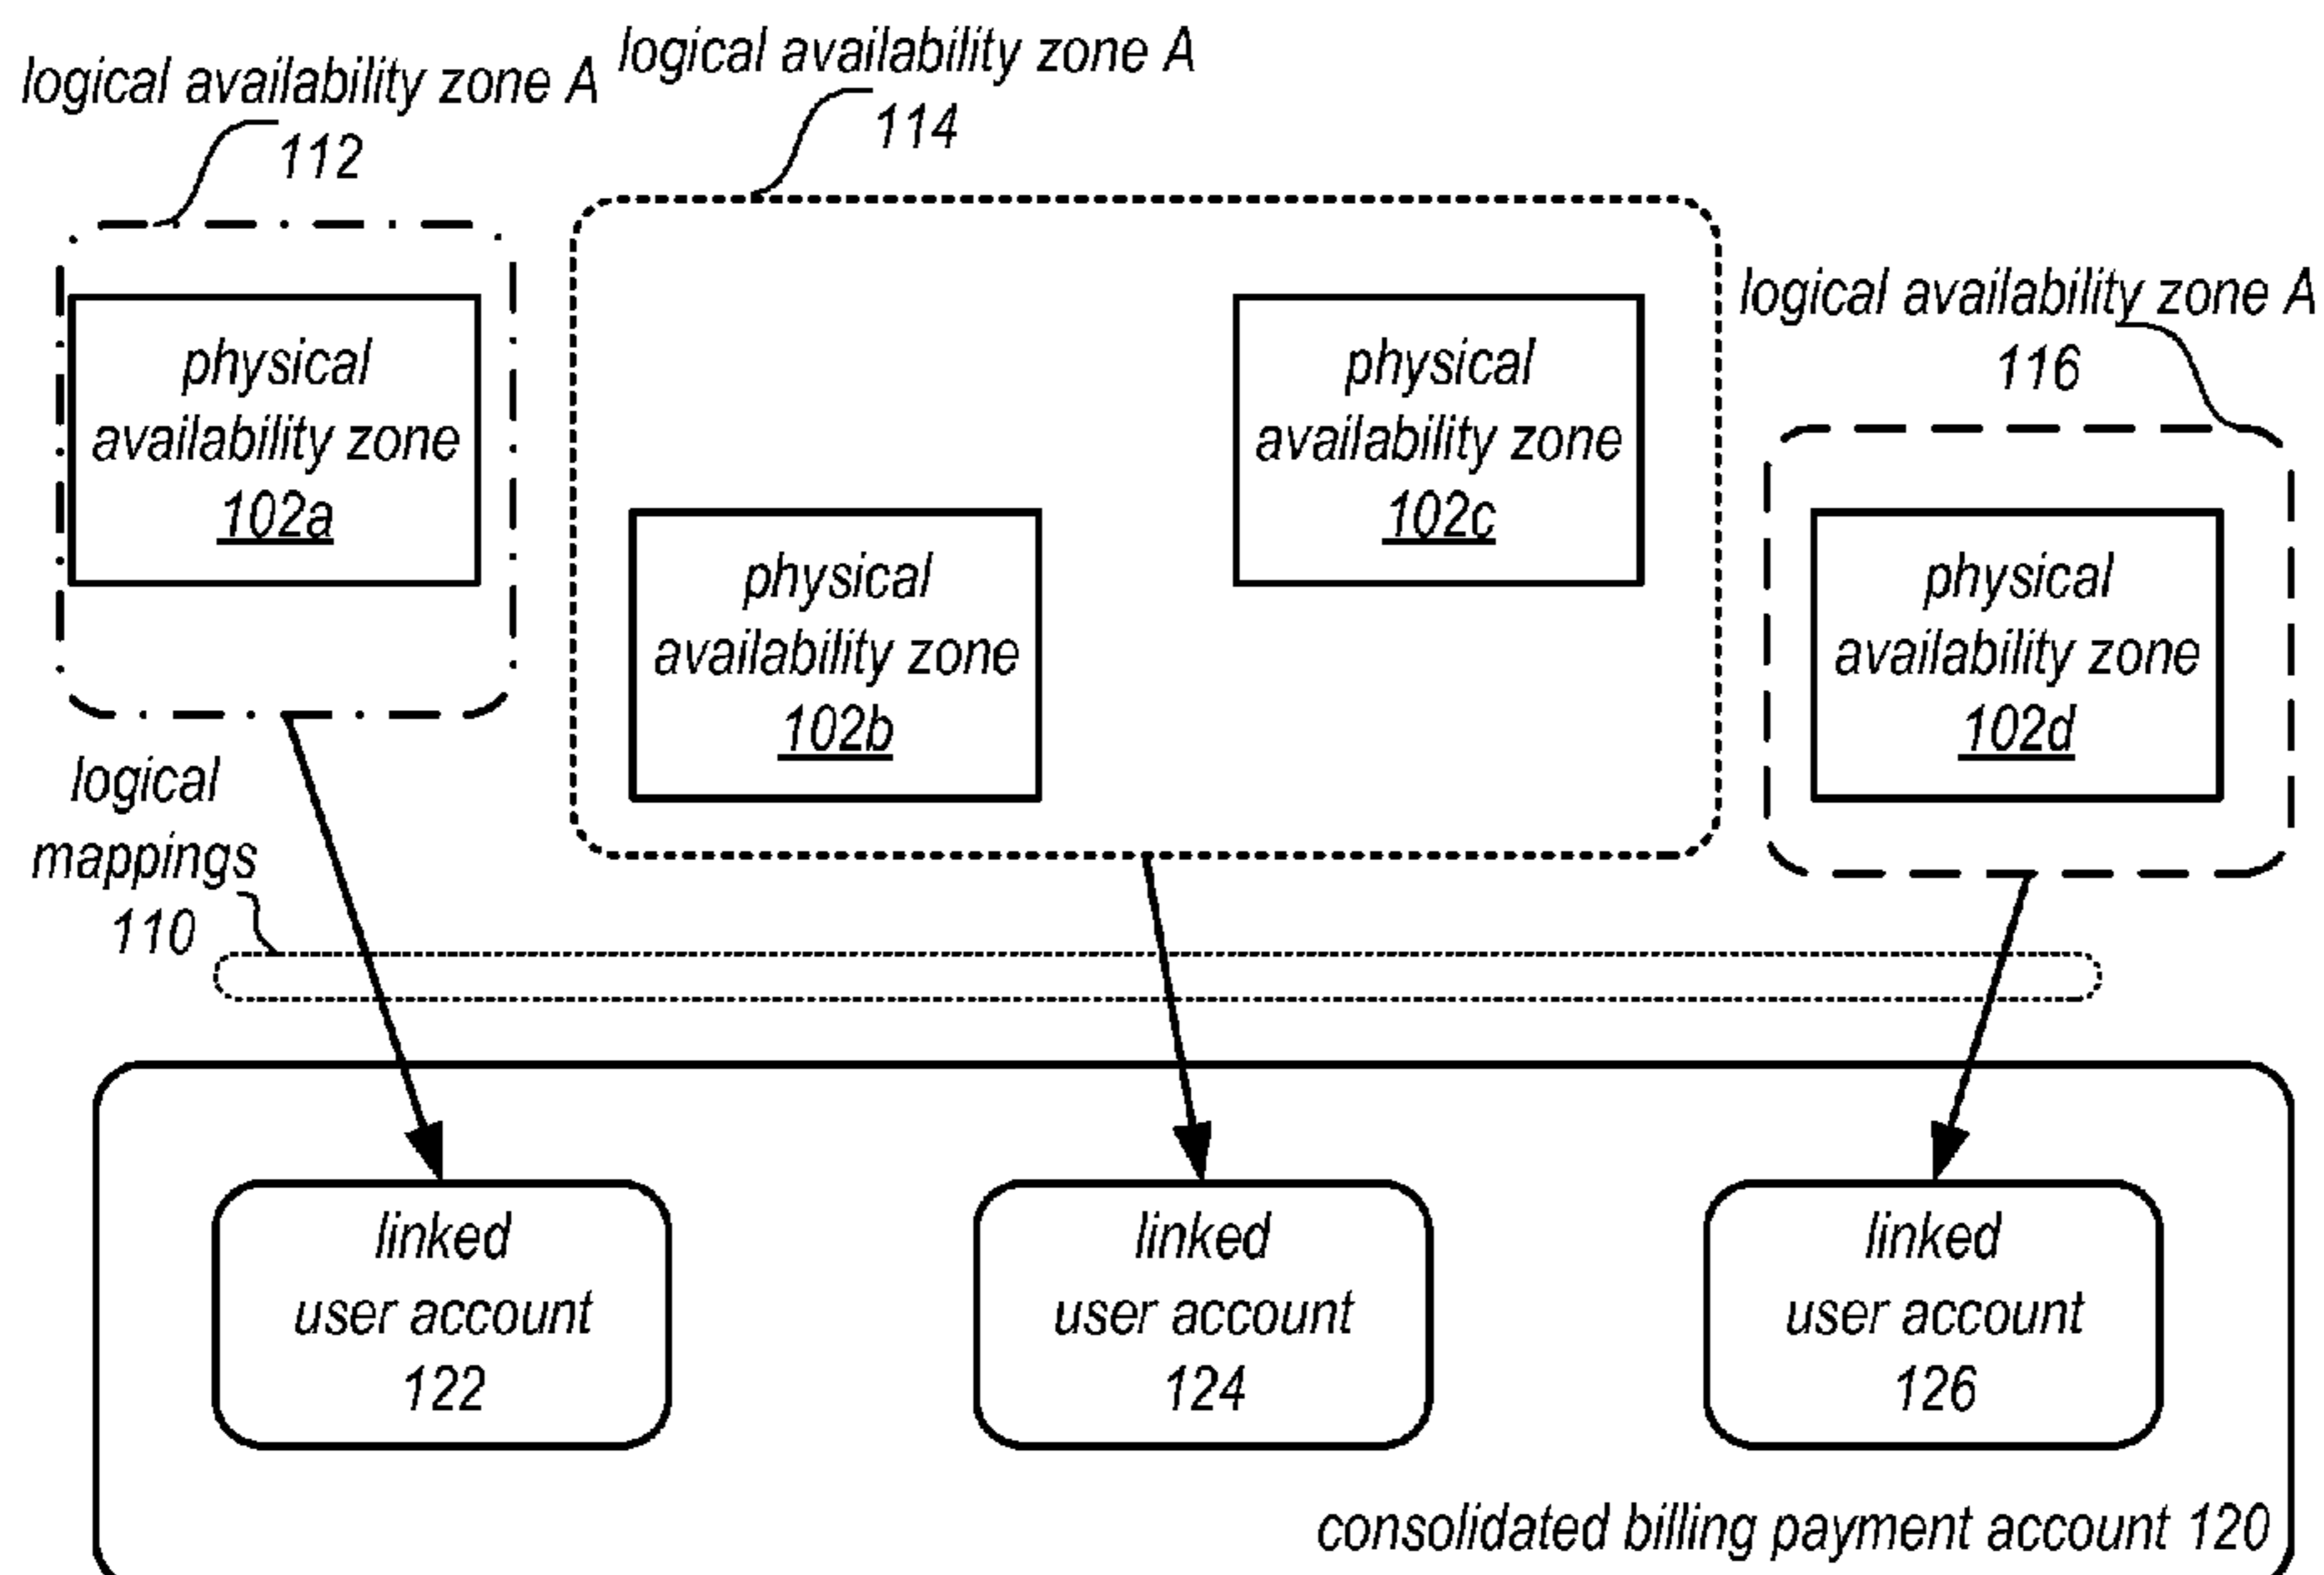 logical availability zone A
112
logical availability zone A
114
logical availability zone A
116
physical
availability zone
102a
physical
availability zone
102b
physical
availability zone
102c
physical
availability zone
102d
logical
mappings
110
linked
user account
122
linked
user account
124
linked
user account
126
consolidated billing payment account 120